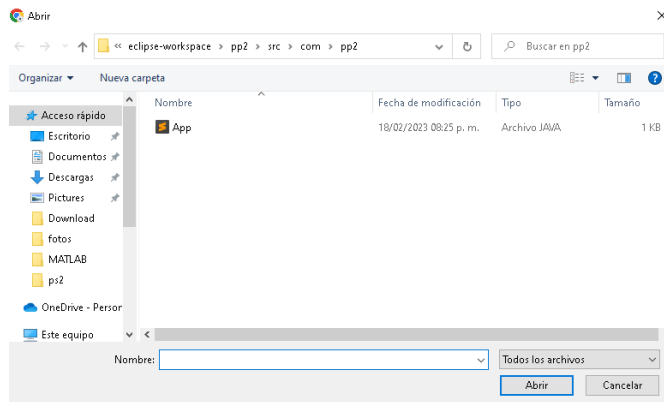 Abrir
« eclipse-workspace › pp2 › src › com › pp2
Buscar en pp2
Organizar Nueva carpeta
Nombre Fecha de modificación Tipo Tamaño
App 18/02/2023 08:25 p. m. Archivo JAVA 1 KB
Acceso rápido
Escritorio
Documentos
Descargas
Pictures
Download
fotos
MATLAB
ps2
OneDrive - Person
Este equipo
Nombre: Todos los archivos
Abrir Cancelar